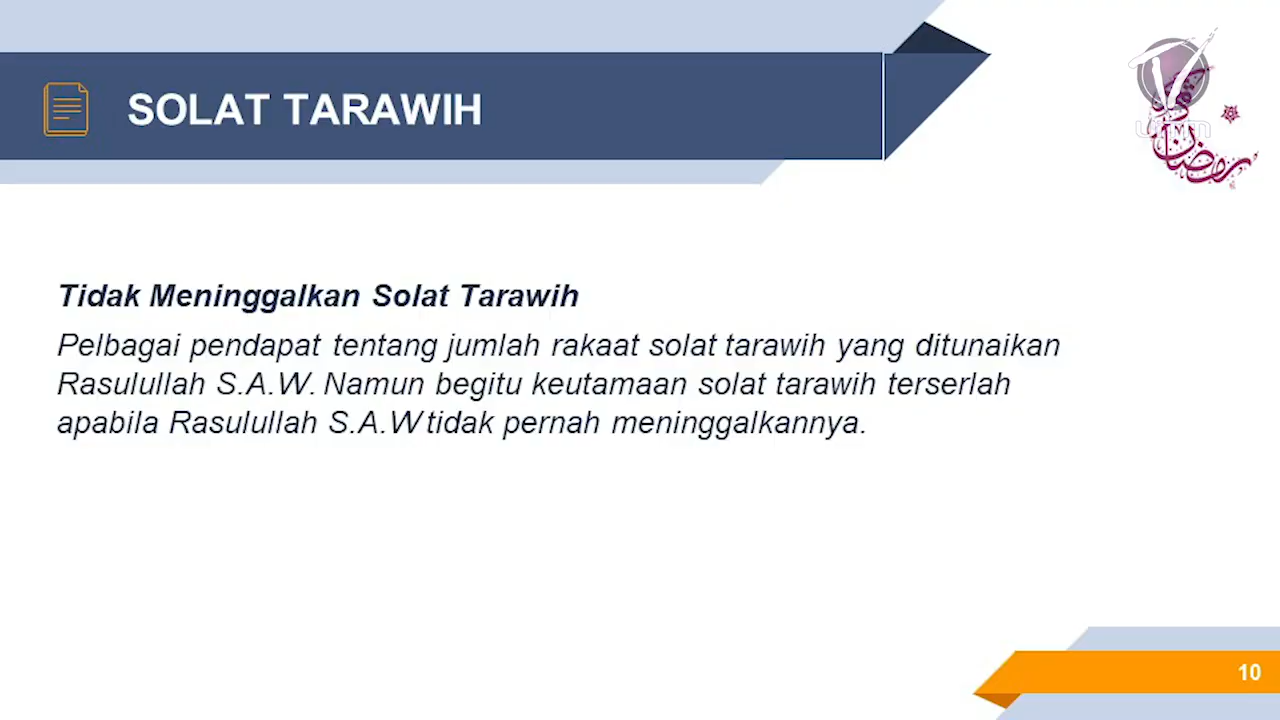 SOLAT TARAWIH
Tidak Meninggalkan Solat Tarawih
Pelbagai pendapat tentang jumlah rakaat solat tarawih yang ditunaikan
Rasulullah S.A.W. Namun begitu keutamaan solat tarawih terserlah
apabila Rasulullah S.A.W tidak pernah meninggalkannya.
10